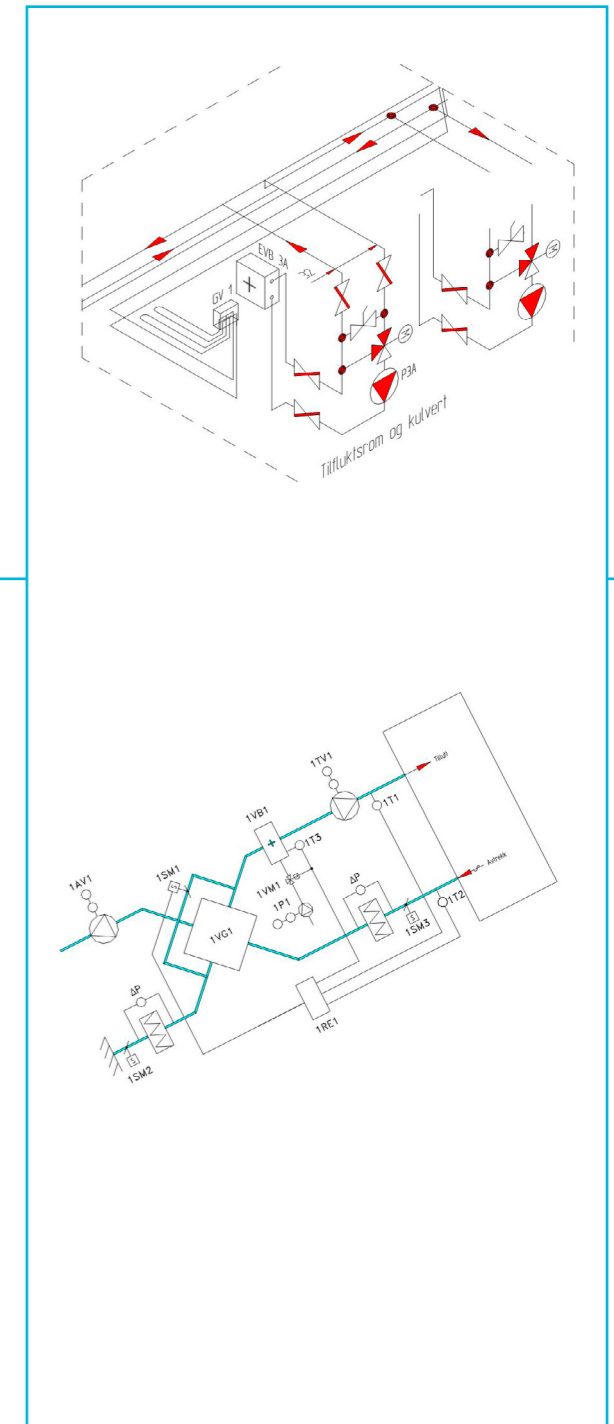 EVB 3A
GV 1
M
M
P3A
Tilfluktsrom og kulvert
1TV1
Tilluft
1VB1
1T1
1T3
1SM1
Avtrekk
1AV1
1VM1
ΔP
1P1
1T2
1VG1
1SM3
S
ΔP
1RE1
S
1SM2